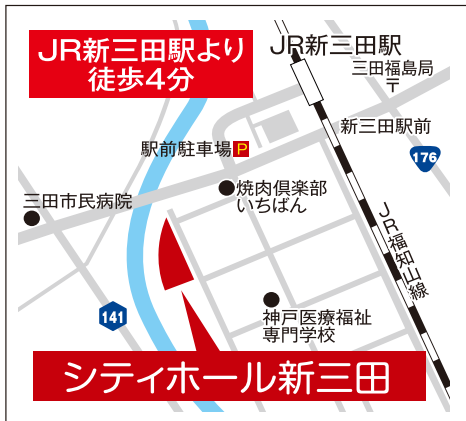 JR新三田駅より
徒歩4分
JR新三田駅
三田福島局
〒
新三田駅前
176
駅前駐車場P
焼肉倶楽部
いちばん
三田市民病院
JR福知山線
141
神戸医療福祉
専門学校
シティホール新三田